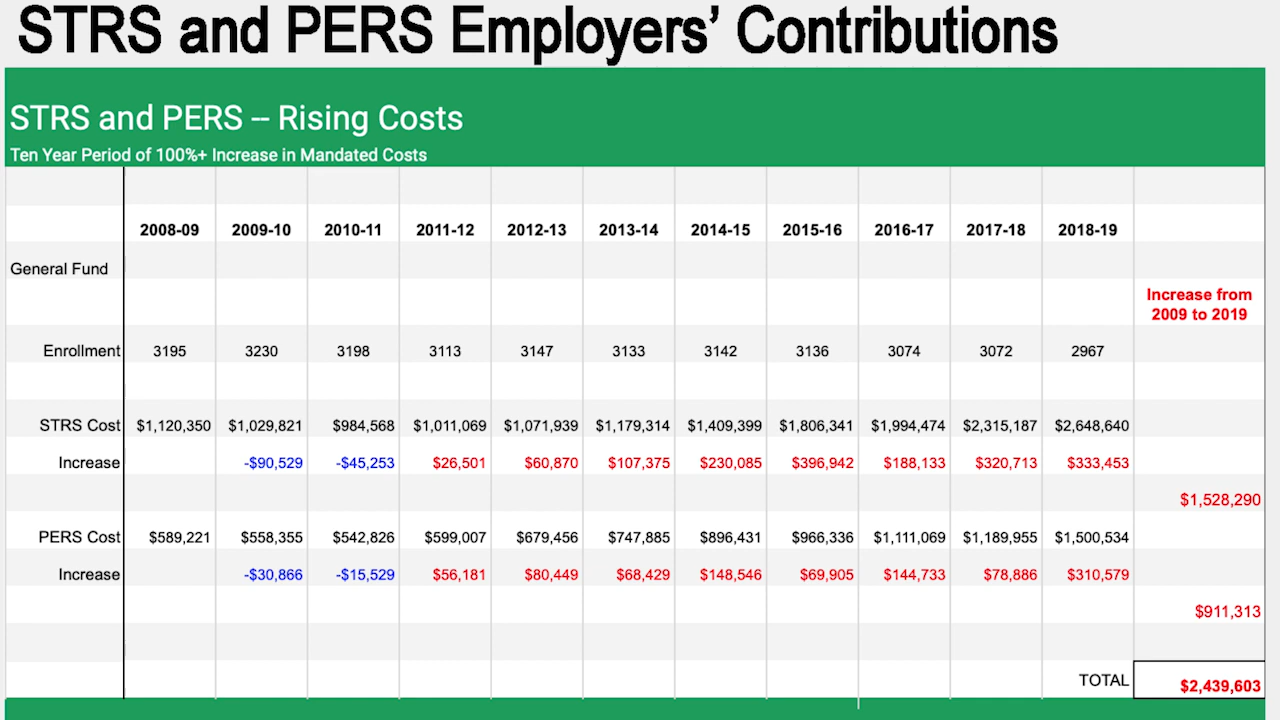 STRS and PERS Employers’ Contributions
STRS and PERS -- Rising Costs
Ten Year Period of 100%+ Increase in Mandated Costs
2008-09 2009-10 2010-11 2011-12 2012-13 2013-14 2014-15 2015-16 2016-17 2017-18 2018-19
General Fund
Increase from
2009 to 2019
Enrollment 3195 3230 3198 3113 3147 3133 3142 3136 3074 3072 2967
STRS Cost $1,120,350 $1,029,821 $984,568 $1,011,069 $1,071,939 $1,179,314 $1,409,399 $1,806,341 $1,994,474 $2,315,187 $2,648,640
Increase -$90,529 -$45,253 $26,501 $60,870 $107,375 $230,085 $396,942 $188,133 $320,713 $333,453
$1,528,290
PERS Cost $589,221 $558,355 $542,826 $599,007 $679,456 $747,885 $896,431 $966,336 $1,111,069 $1,189,955 $1,500,534
Increase -$30,866 -$15,529 $56,181 $80,449 $68,429 $148,546 $69,905 $144,733 $78,886 $310,579
$911,313
TOTAL $2,439,603